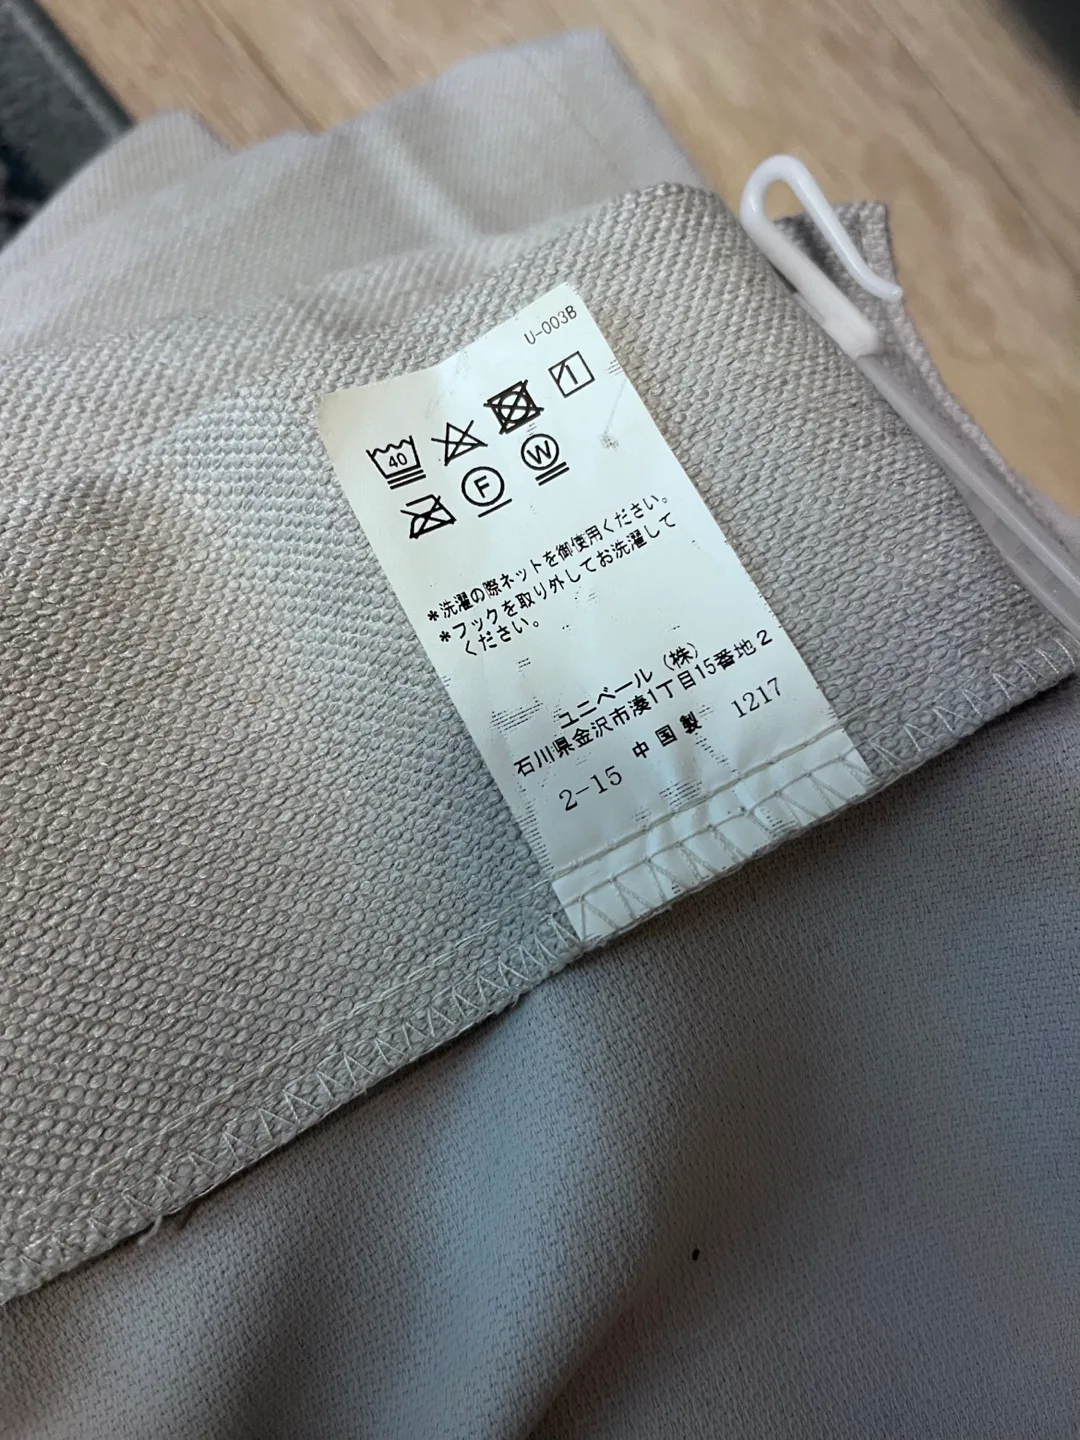 U-003B
40
F W
*洗濯の際ネットを御使用ください。
*フックを取り外してお洗濯して
ください。
ユニベール(株)
石川県金沢市湊1丁目15番地2
2-15 中国製 1217